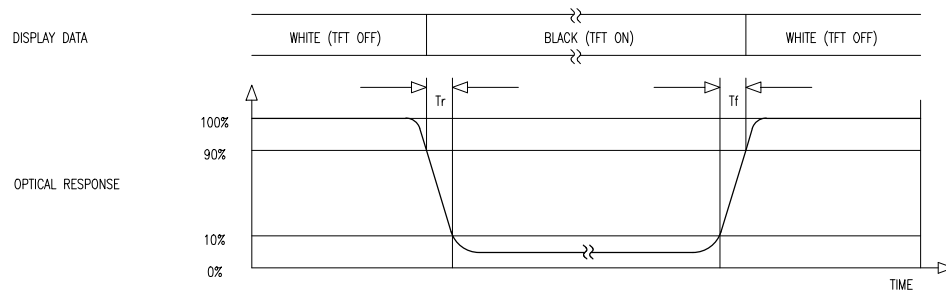 DISPLAY DATA WHITE (TFT OFF) BLACK (TFT ON) WHITE (TFT OFF)
Tr Tf
100%
90%
OPTICAL RESPONSE
10%
0%
TIME